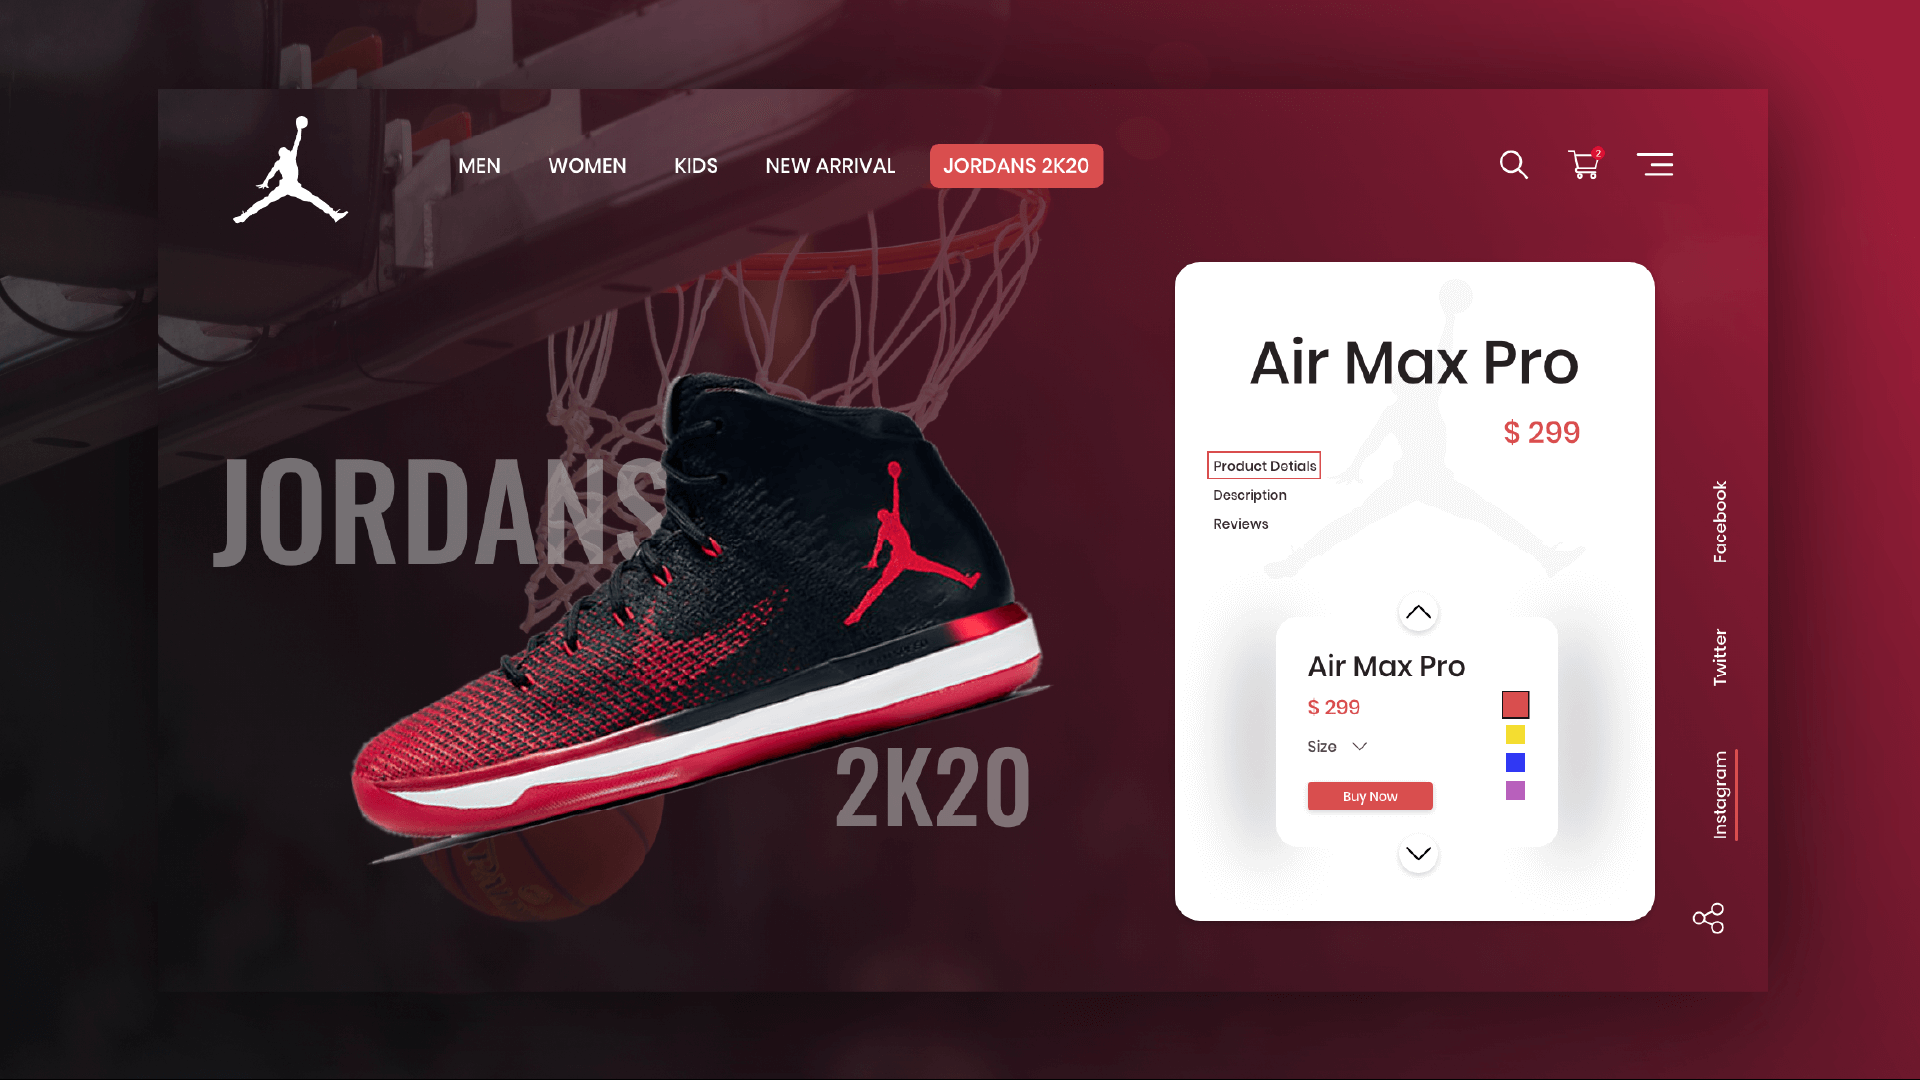 MEN
WOMEN
KIDS
NEW ARRIVAL
JORDANS 2K20
2
Air Max Pro
$ 299
Product Detials
Description
Reviews
JORDANS
2K20
Air Max Pro
$ 299
Size
Buy Now
Facebook
Twitter
Instagram